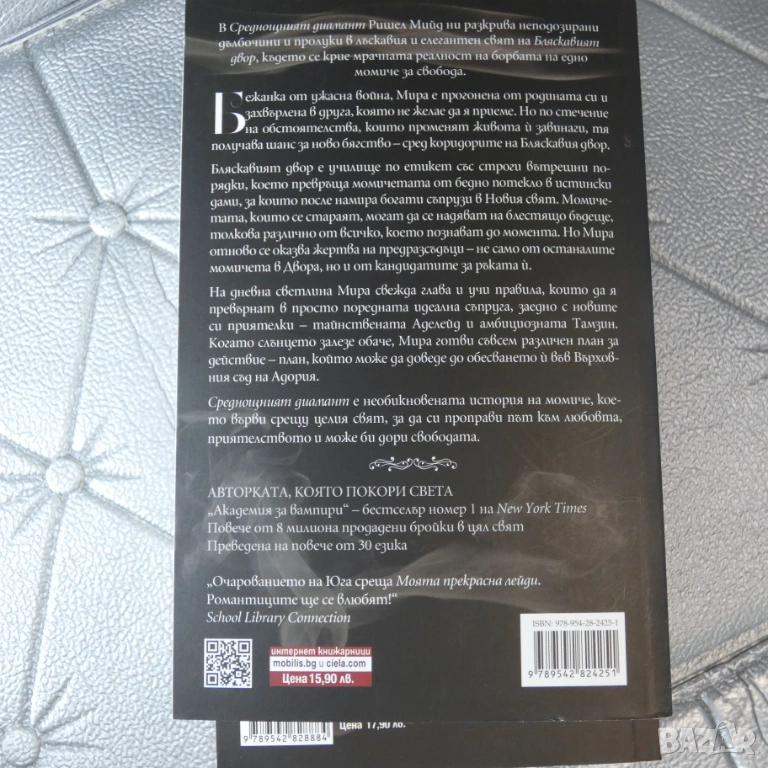 В Среднощният диамант Ришел Мийд ни разкрива неподозирани
дълбочини и пролуки в лъскавия и елегантен свят на Бляскавият
двор, където се крие мрачната реалност на борбата на едно
момиче за свобода.
Бежанка от ужасна война, Мира е прогонена от родината си и
захвърлена в друга, която не желае да я приеме. Но по стечение
на обстоятелства, които променят живота ѝ завинаги, тя
получава шанс за ново бягство – сред коридорите на Бляскавия двор.
Бляскавият двор е училище по етикет със строги вътрешни по-
рядки, което превръща момичетата от бедно потекло в истински
дами, за които после намира богати съпрузи в Новия свят. Момиче-
тата, които се стараят, могат да се надяват на блестящо бъдеще,
толкова различно от всичко, което познават до момента. Но Мира
отново се оказва жертва на предразсъдъци – не само от останалите
момичета в Двора, но и от кандидатите за ръката ѝ.
На дневна светлина Мира свежда глава и учи правила, които да я
превърнат в просто поредната идеална съпруга, заедно с новите
си приятелки – тайнствената Аделейд и амбициозната Тамзин.
Когато слънцето залезе обаче, Мира готви съвсем различен план за
действие – план, който може да доведе до обесването ѝ във Върхов-
ния съд на Адория.
Среднощният диамант е необикновената история на момиче, кое-
то върви срещу целия свят, за да си проправи път към любовта,
приятелството и може би дори свободата.
АВТОРКАТА, КОЯТО ПОКОРИ СВЕТА
„Академия за вампири“ – бестселър номер 1 на New York Times
Повече от 8 милиона продадени бройки в цял свят
Преведена на повече от 30 езика
„Очарованието на Юга среща Моята прекрасна лейди.
Романтиците ще се влюбят!“
School Library Connection
ISBN: 978-954-28-2425-1
9 789542 824251
интернет книжарници
mobilis.bg и ciela.com
Цена 15,90 лв.
9 789542 828884
Цена 17,90 лв.
BAZAR